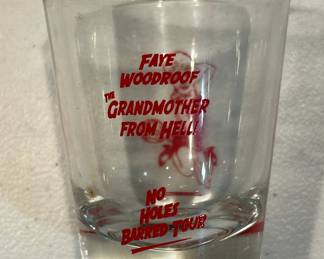 FAYE
WOODROOF
THE GRANDMOTHER
FROM HELL!
NO
HOLES
BARRED TOUR